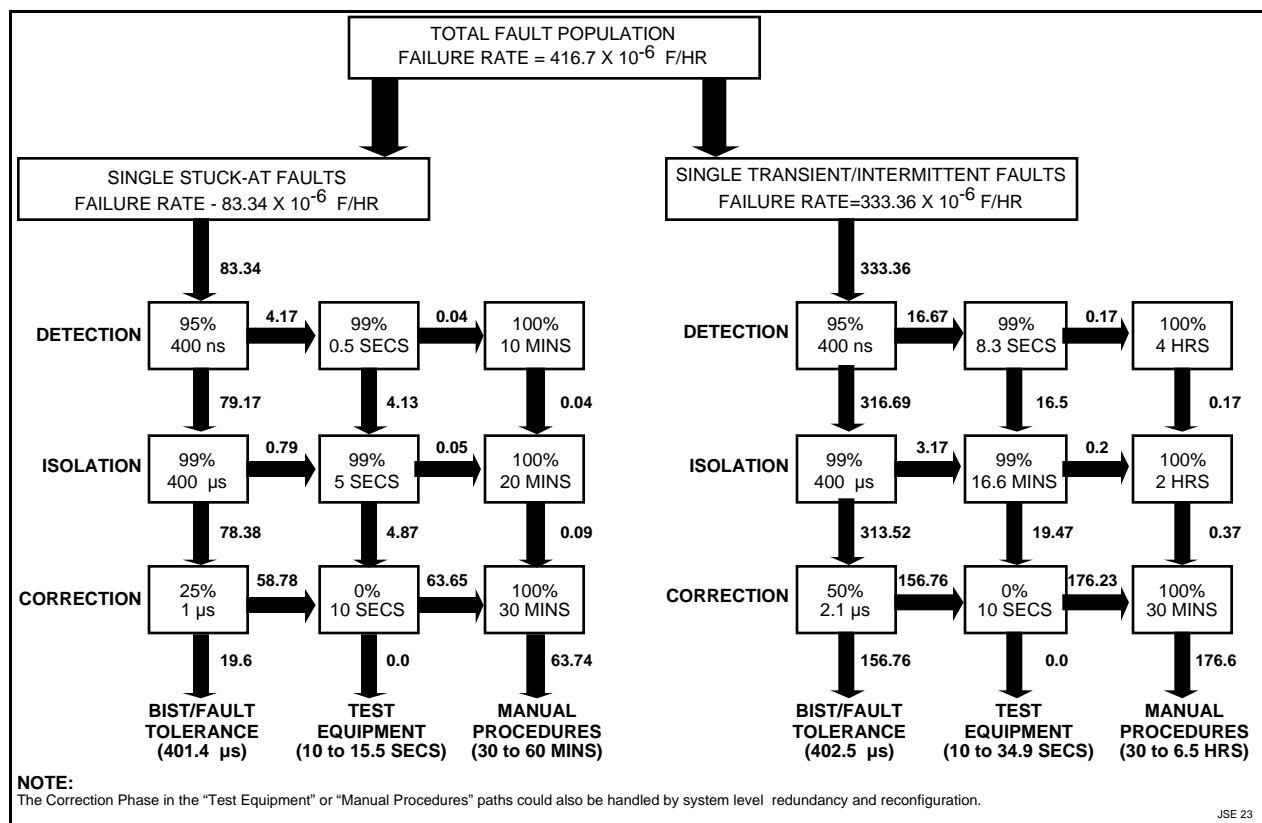 TOTAL FAULT POPULATION
FAILURE RATE = 416.7 X 10-6 F/HR
SINGLE STUCK-AT FAULTS
FAILURE RATE - 83.34 X 10-6 F/HR
SINGLE TRANSIENT/INTERMITTENT FAULTS
FAILURE RATE=333.36 X 10-6 F/HR
83.34
DETECTION
95%
400 ns
4.17
99%
0.5 SECS
0.04
100%
10 MINS
79.17
4.13
0.04
ISOLATION
99%
400 µs
0.79
99%
5 SECS
0.05
100%
20 MINS
78.38
4.87
0.09
CORRECTION
25%
1 µs
58.78
0%
10 SECS
63.65
100%
30 MINS
19.6
0.0
63.74
BIST/FAULT
TOLERANCE
(401.4 µs)
TEST
EQUIPMENT
(10 to 15.5 SECS)
MANUAL
PROCEDURES
(30 to 60 MINS)
333.36
DETECTION
95%
400 ns
16.67
99%
8.3 SECS
0.17
100%
4 HRS
316.69
16.5
0.17
ISOLATION
99%
400 µs
3.17
99%
16.6 MINS
0.2
100%
2 HRS
313.52
19.47
0.37
CORRECTION
50%
2.1 µs
156.76
0%
10 SECS
176.23
100%
30 MINS
156.76
0.0
176.6
BIST/FAULT
TOLERANCE
(402.5 µs)
TEST
EQUIPMENT
(10 to 34.9 SECS)
MANUAL
PROCEDURES
(30 to 6.5 HRS)
NOTE:
The Correction Phase in the “Test Equipment” or “Manual Procedures” paths could also be handled by system level redundancy and reconfiguration.
JSE 23